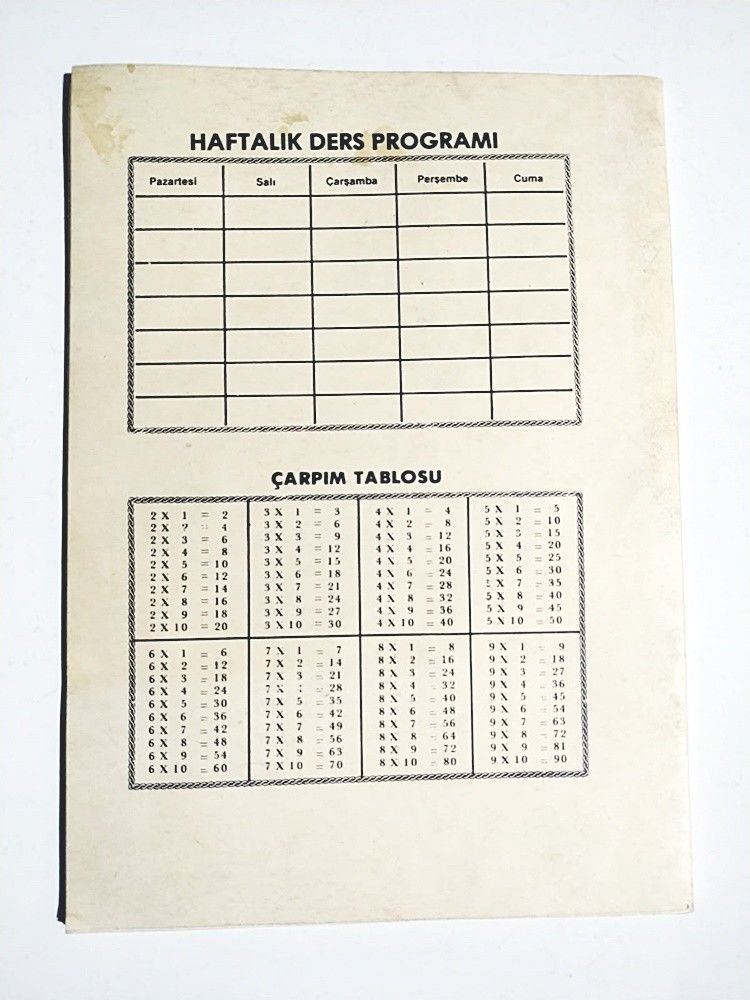 HAFTALIK DERS PROGRAMI
Pazartesi Salı Çarşamba Perşembe Cuma
ÇARPIM TABLOSU
2 X 1 = 2
2 X 2 = 4
2 X 3 = 6
2 X 4 = 8
2 X 5 = 10
2 X 6 = 12
2 X 7 = 14
2 X 8 = 16
2 X 9 = 18
2 X 10 = 20
3 X 1 = 3
3 X 2 = 6
3 X 3 = 9
3 X 4 = 12
3 X 5 = 15
3 X 6 = 18
3 X 7 = 21
3 X 8 = 24
3 X 9 = 27
3 X 10 = 30
4 X 1 = 4
4 X 2 = 8
4 X 3 = 12
4 X 4 = 16
4 X 5 = 20
4 X 6 = 24
4 X 7 = 28
4 X 8 = 32
4 X 9 = 36
4 X 10 = 40
5 X 1 = 5
5 X 2 = 10
5 X 3 = 15
5 X 4 = 20
5 X 5 = 25
5 X 6 = 30
5 X 7 = 35
5 X 8 = 40
5 X 9 = 45
5 X 10 = 50
6 X 1 = 6
6 X 2 = 12
6 X 3 = 18
6 X 4 = 24
6 X 5 = 30
6 X 6 = 36
6 X 7 = 42
6 X 8 = 48
6 X 9 = 54
6 X 10 = 60
7 X 1 = 7
7 X 2 = 14
7 X 3 = 21
7 X 4 = 28
7 X 5 = 35
7 X 6 = 42
7 X 7 = 49
7 X 8 = 56
7 X 9 = 63
7 X 10 = 70
8 X 1 = 8
8 X 2 = 16
8 X 3 = 24
8 X 4 = 32
8 X 5 = 40
8 X 6 = 48
8 X 7 = 56
8 X 8 = 64
8 X 9 = 72
8 X 10 = 80
9 X 1 = 9
9 X 2 = 18
9 X 3 = 27
9 X 4 = 36
9 X 5 = 45
9 X 6 = 54
9 X 7 = 63
9 X 8 = 72
9 X 9 = 81
9 X 10 = 90